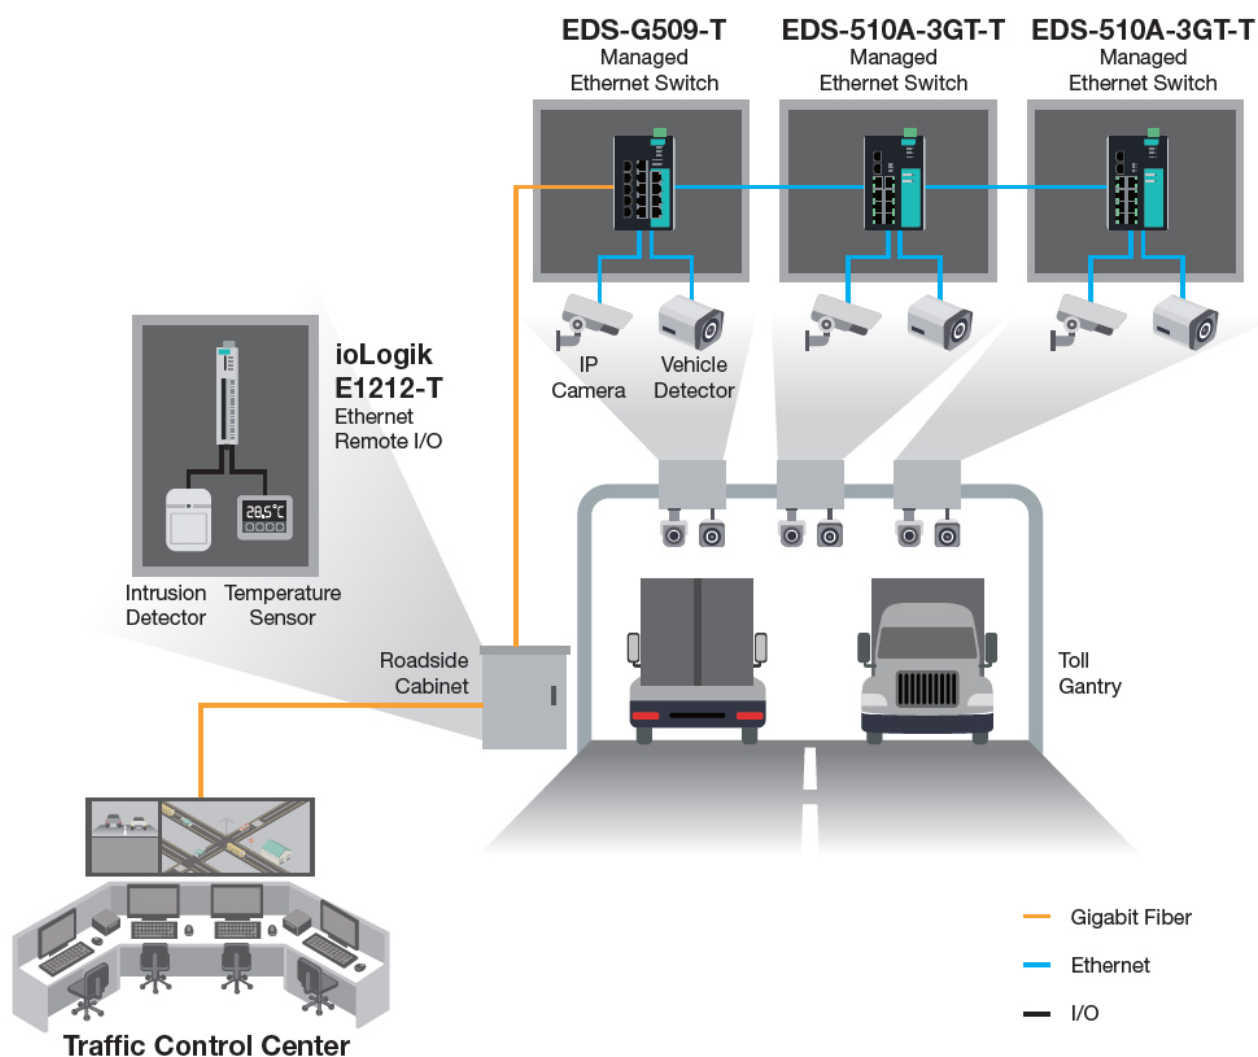 EDS-G509-T
Managed
Ethernet Switch
EDS-510A-3GT-T
Managed
Ethernet Switch
EDS-510A-3GT-T
Managed
Ethernet Switch
IP
Camera
Vehicle
Detector
ioLogik
E1212-T
Ethernet
Remote I/O
28.5°C
Intrusion
Detector
Temperature
Sensor
Roadside
Cabinet
Toll
Gantry
Gigabit Fiber
Ethernet
I/O
Traffic Control Center